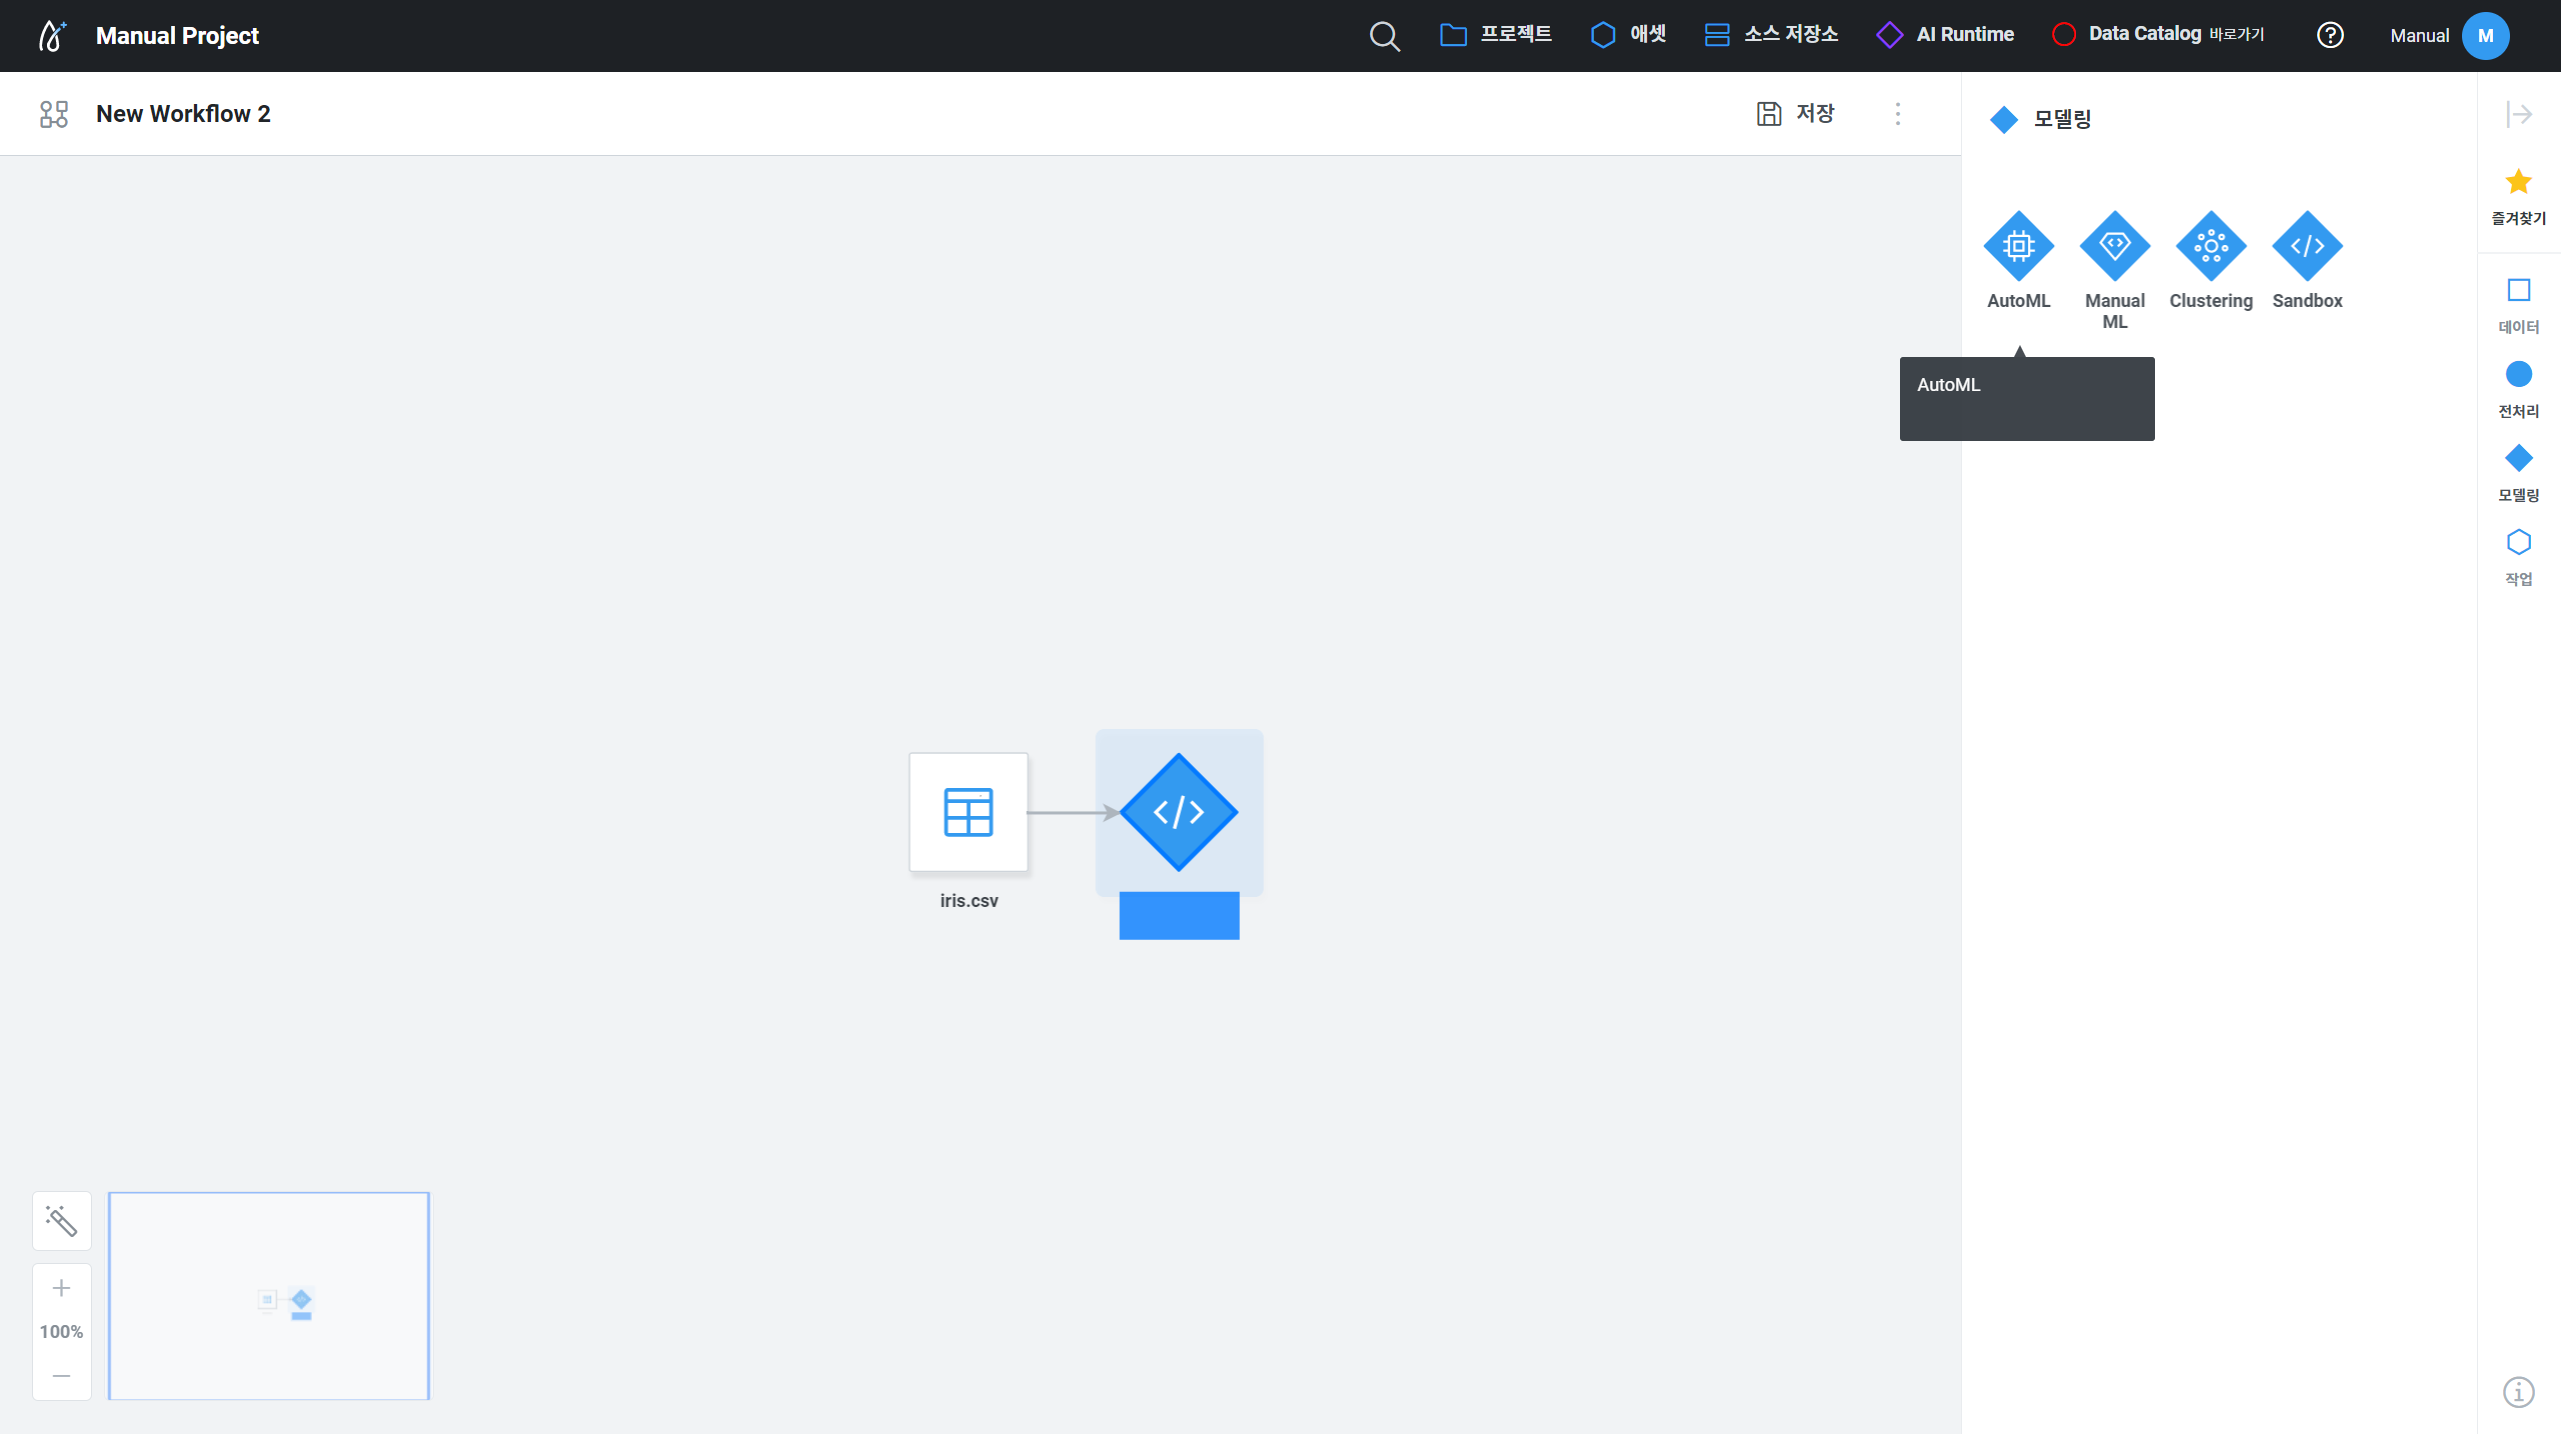 Manual Project
프로젝트
애셋
소스 저장소
AI Runtime
Data Catalog 바로가기
Manual
M
New Workflow 2
저장
모델링
AutoML
Manual ML
Clustering
Sandbox
AutoML
즐겨찾기
데이터
전처리
모델링
작업
iris.csv
100%